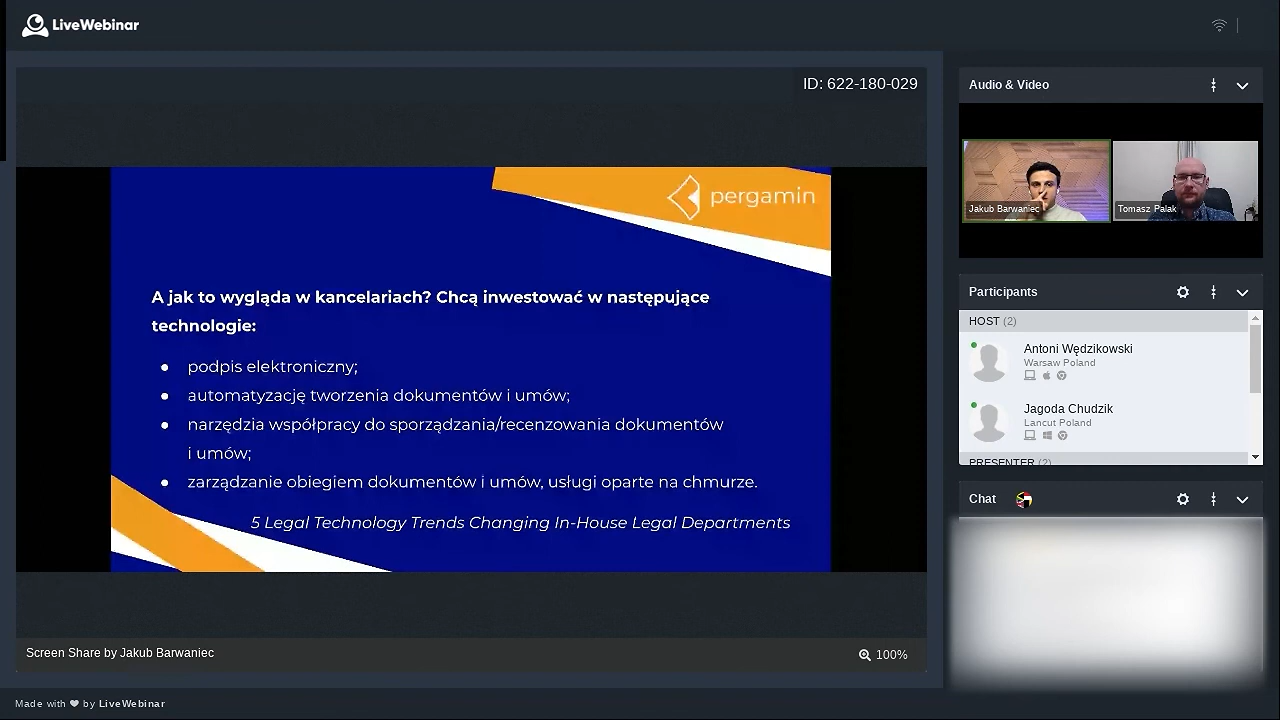 LiveWebinar
ID: 622-180-029
pergamin
A jak to wygląda w kancelariach? Chcą inwestować w następujące
technologie:
● podpis elektroniczny;
● automatyzację tworzenia dokumentów i umów;
● narzędzia współpracy do sporządzania/recenzowania dokumentów
i umów;
● zarządzanie obiegiem dokumentów i umów, usługi oparte na chmurze.
5 Legal Technology Trends Changing In-House Legal Departments
Screen Share by Jakub Barwaniec
100%
Audio & Video
Jakub Barwaniec
Tomasz Palak
Participants
HOST (2)
Antoni Wędzikowski
Warsaw Poland
Jagoda Chudzik
Lancut Poland
PRESENTER (2)
Chat
Made with ❤ by LiveWebinar